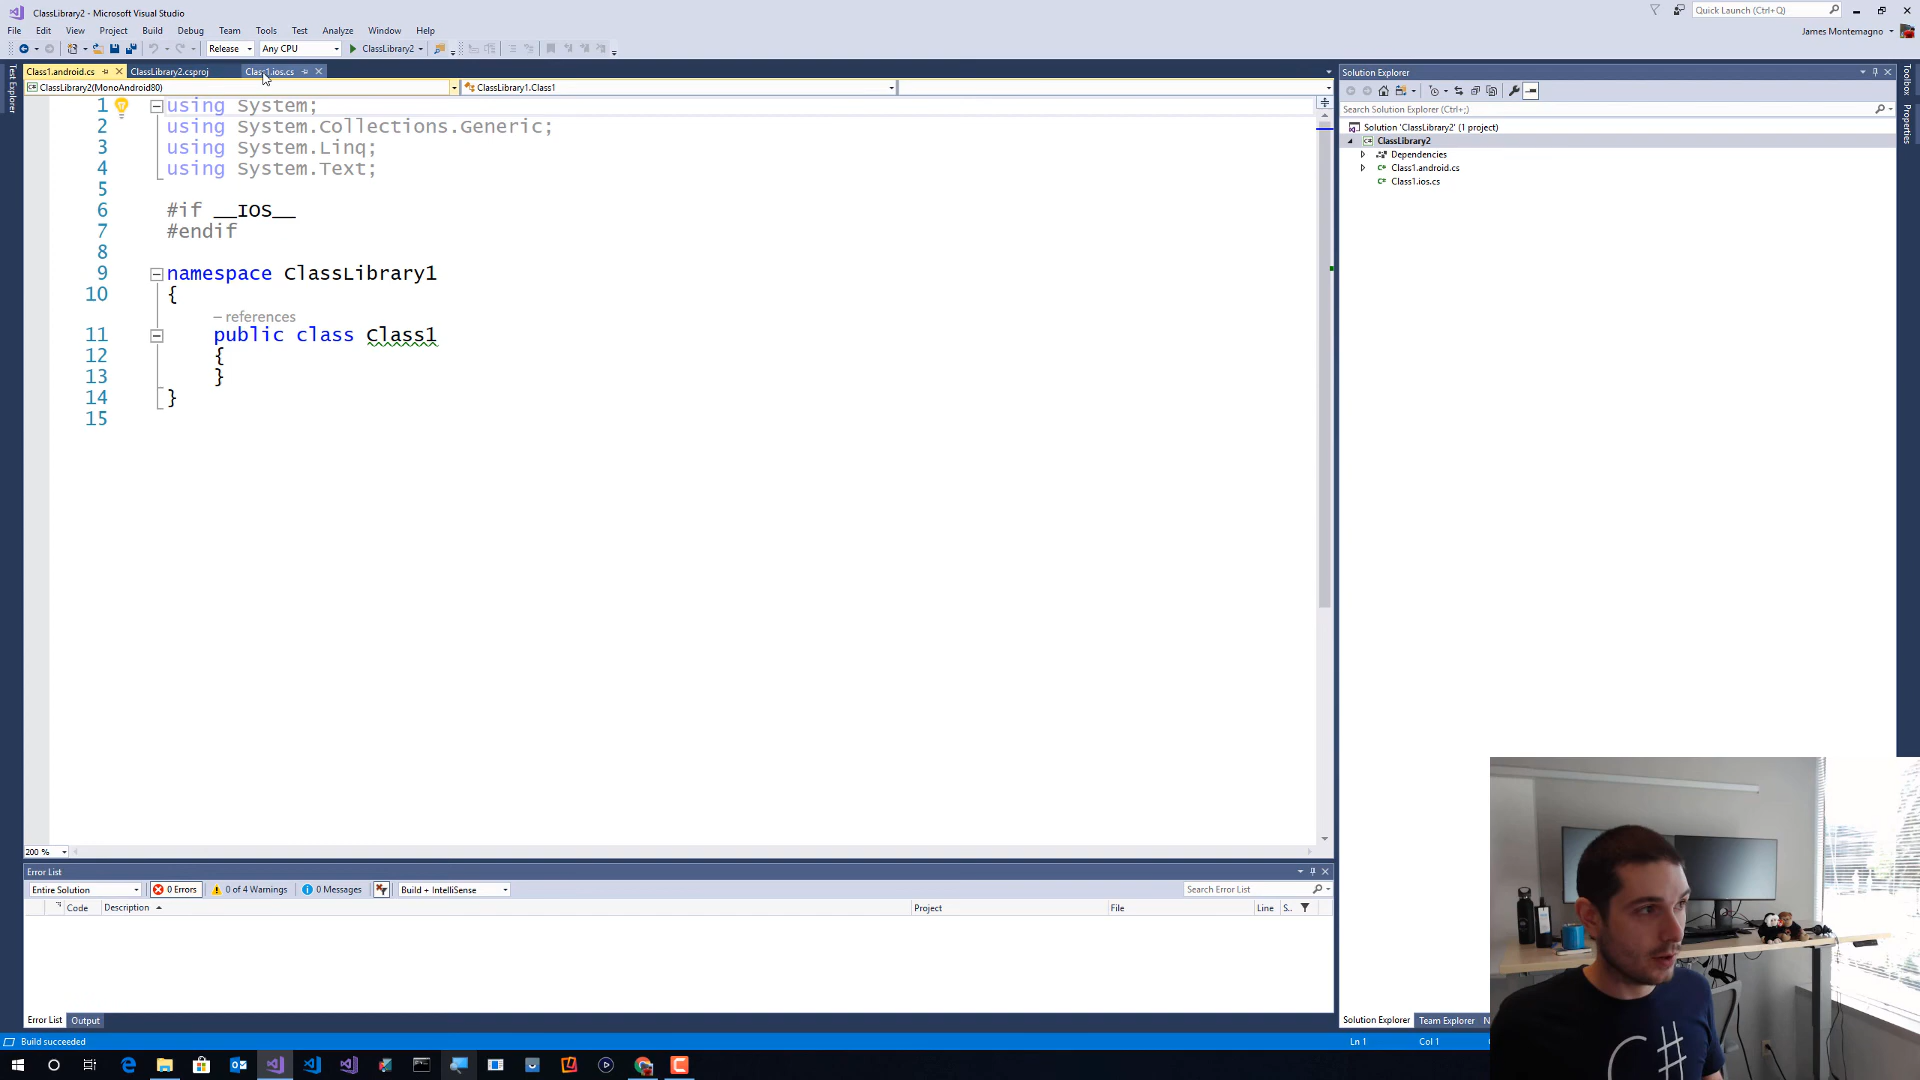 ClassLibrary2 - Microsoft Visual Studio
Quick Launch (Ctrl+Q)
File Edit View Project Build Debug Team Tools Test Analyze Window Help
James Montemagno
Release Any CPU ClassLibrary2
Class1.android.cs ClassLibrary2.csproj Class1.ios.cs
Solution Explorer
ClassLibrary2(MonoAndroid80) ClassLibrary1.Class1
Test Explorer
Toolbox
Properties
Search Solution Explorer (Ctrl+;)
Solution 'ClassLibrary2' (1 project)
ClassLibrary2
Dependencies
Class1.android.cs
Class1.ios.cs
1 using System;
2 using System.Collections.Generic;
3 using System.Linq;
4 using System.Text;
5
6 #if __IOS__
7 #endif
8
9 namespace ClassLibrary1
10 {
– references
11 public class Class1
12 {
13 }
14 }
15
200 %
Error List
Entire Solution 0 Errors 0 of 4 Warnings 0 Messages Build + IntelliSense Search Error List
Code Description Project File Line S..
Error List Output
Solution Explorer Team Explorer N
Build succeeded Ln 1 Col 1
C#